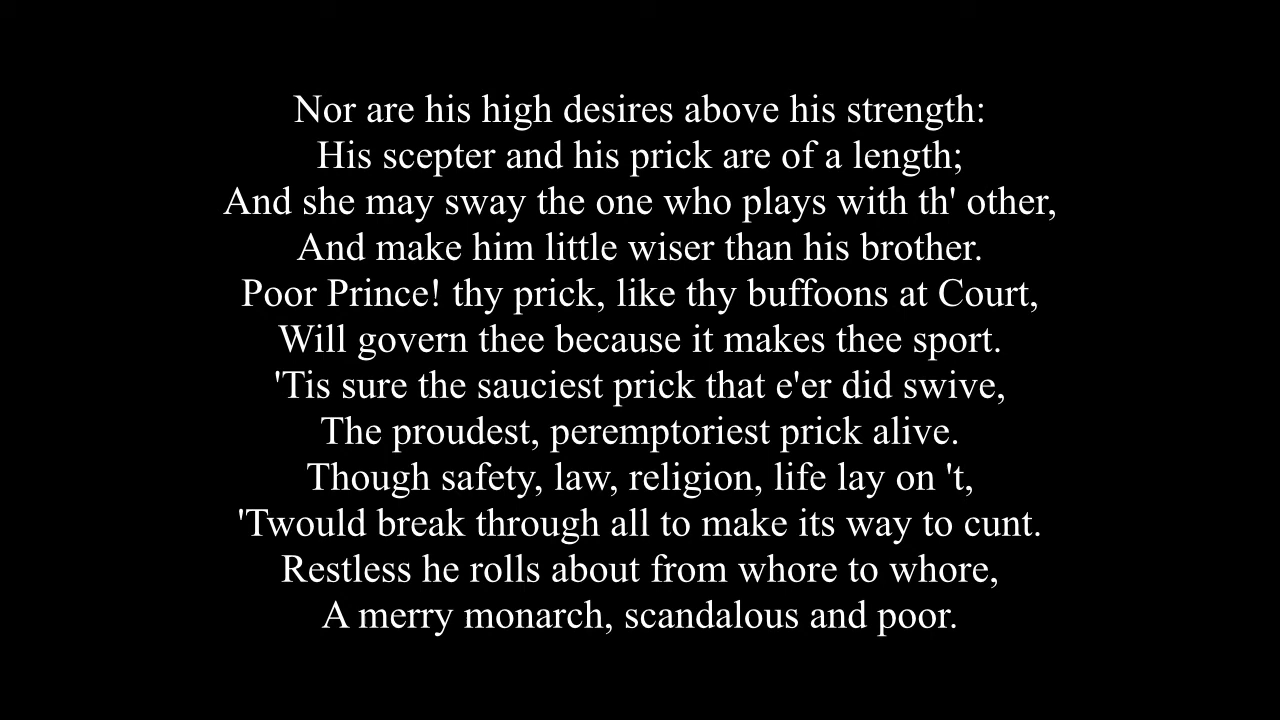 Nor are his high desires above his strength:
His scepter and his prick are of a length;
And she may sway the one who plays with th' other,
And make him little wiser than his brother.
Poor Prince! thy prick, like thy buffoons at Court,
Will govern thee because it makes thee sport.
'Tis sure the sauciest prick that e'er did swive,
The proudest, peremptoriest prick alive.
Though safety, law, religion, life lay on 't,
'Twould break through all to make its way to cunt.
Restless he rolls about from whore to whore,
A merry monarch, scandalous and poor.